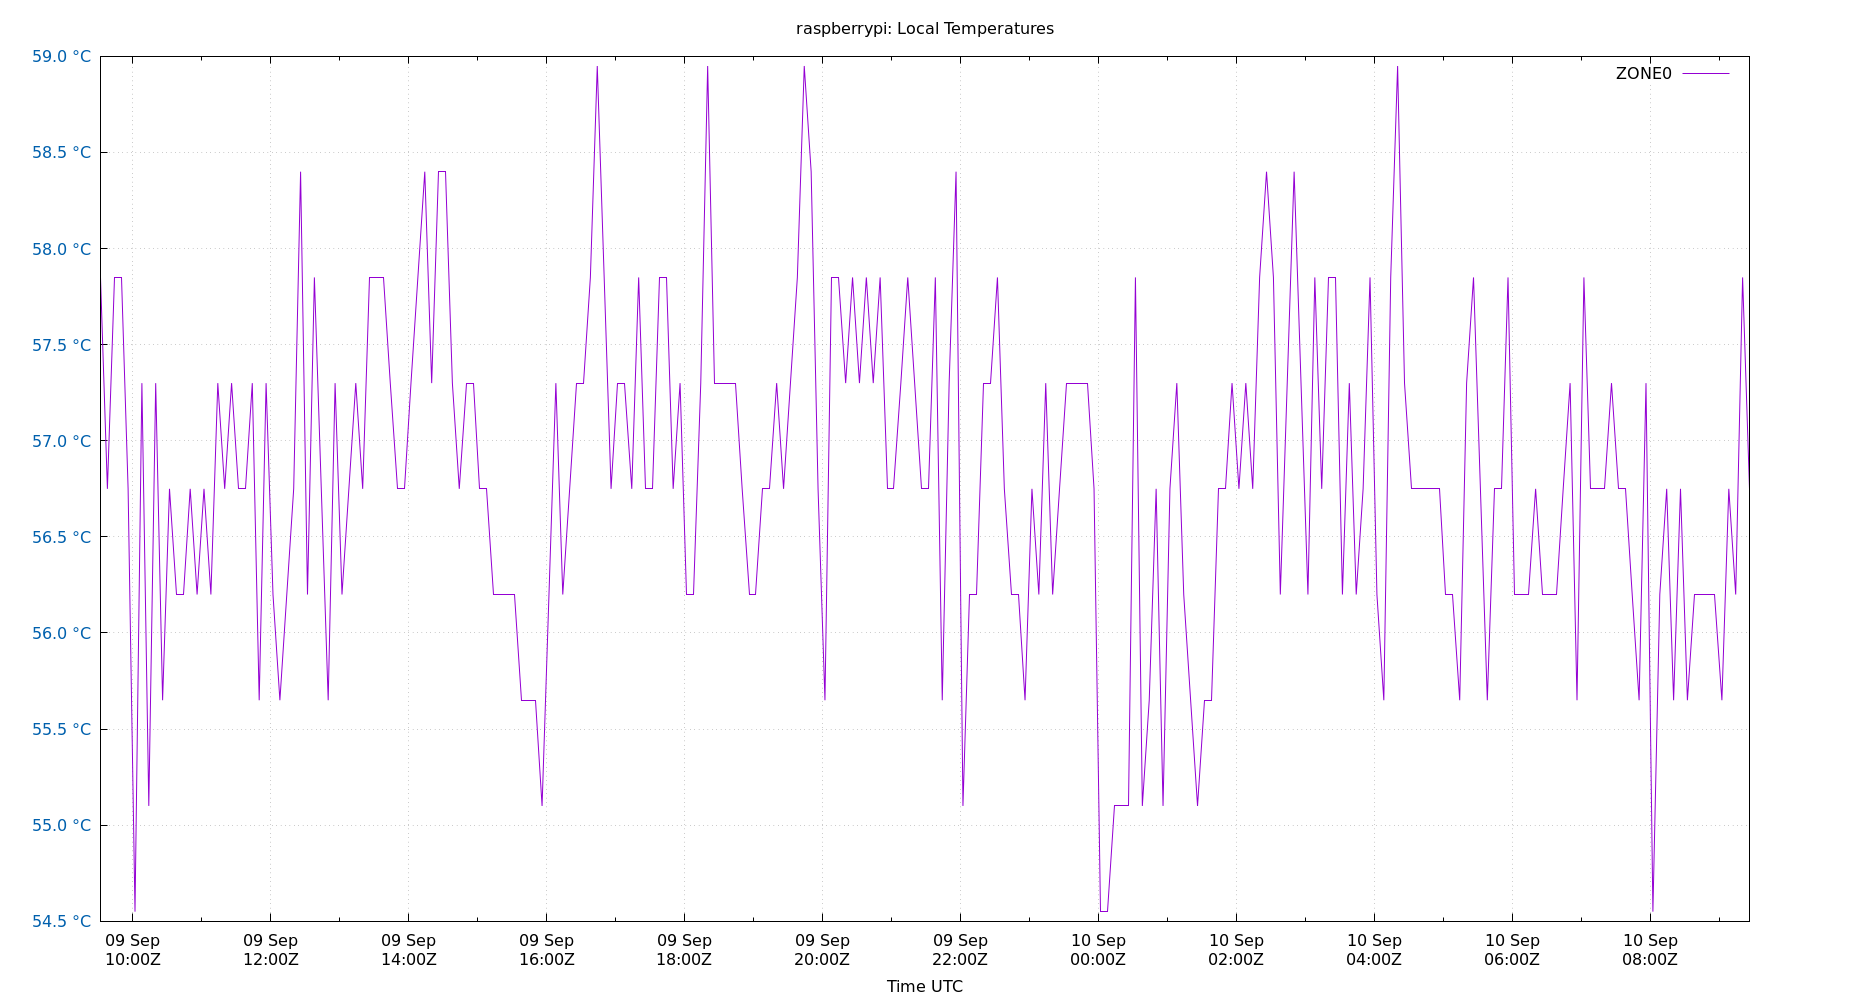 raspberrypi: Local Temperatures
59.0 °C
ZONE0
58.5 °C
58.0 °C
57.5 °C
57.0 °C
56.5 °C
56.0 °C
55.5 °C
55.0 °C
54.5 °C
09 Sep 09 Sep 09 Sep 09 Sep 09 Sep 09 Sep 09 Sep 10 Sep 10 Sep 10 Sep 10 Sep 10 Sep
10:00Z 12:00Z 14:00Z 16:00Z 18:00Z 20:00Z 22:00Z 00:00Z 02:00Z 04:00Z 06:00Z 08:00Z
Time UTC